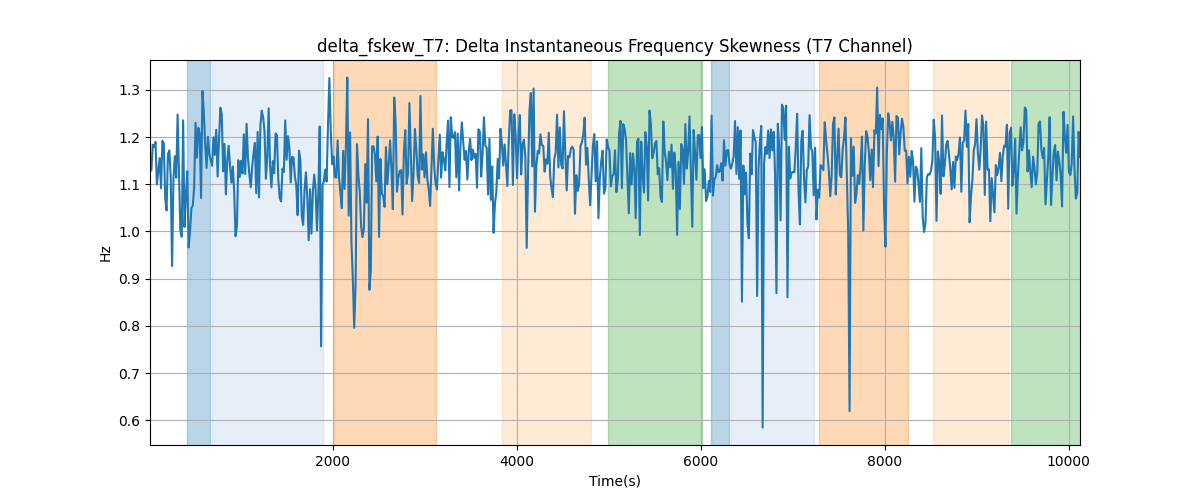 delta_fskew_T7: Delta Instantaneous Frequency Skewness (T7 Channel)
1.3
1.2
1.1
1.0
0.9
0.8
0.7
0.6
Hz
2000 4000 6000 8000 10000
Time(s)